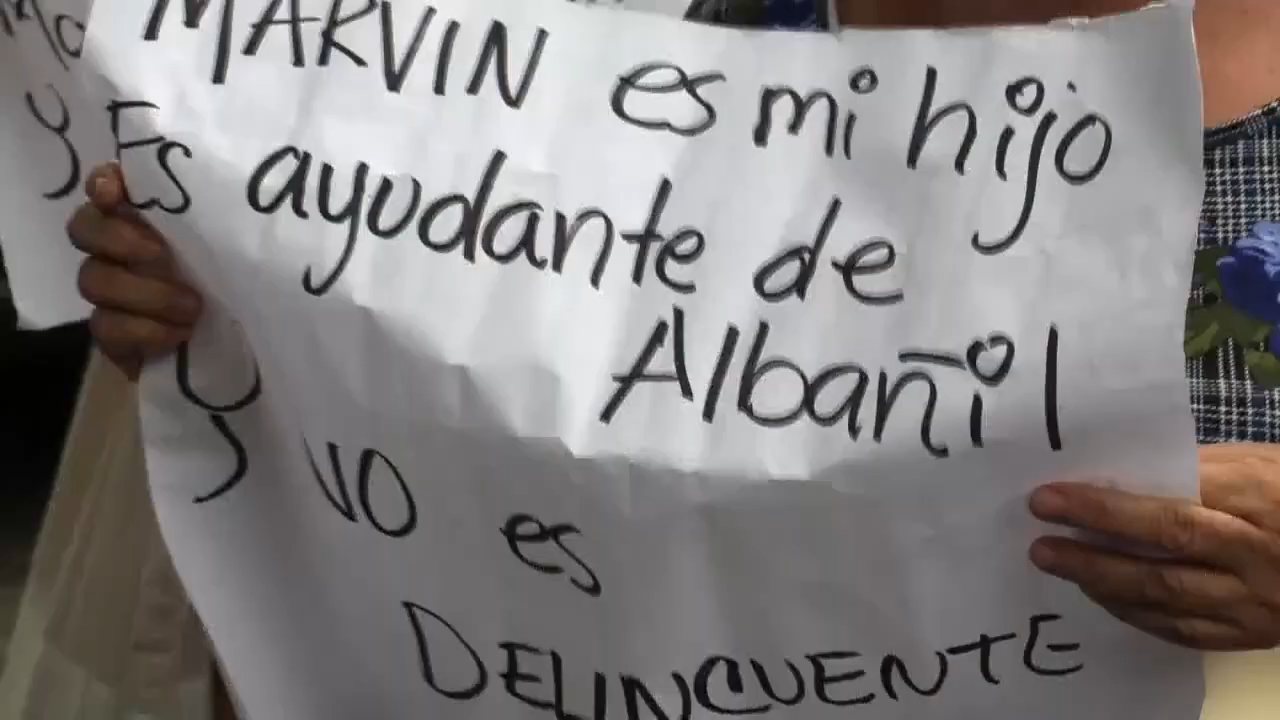 MARVIN es mi hijo
Es ayudante de
Albañil
y no es
DELINCUENTE